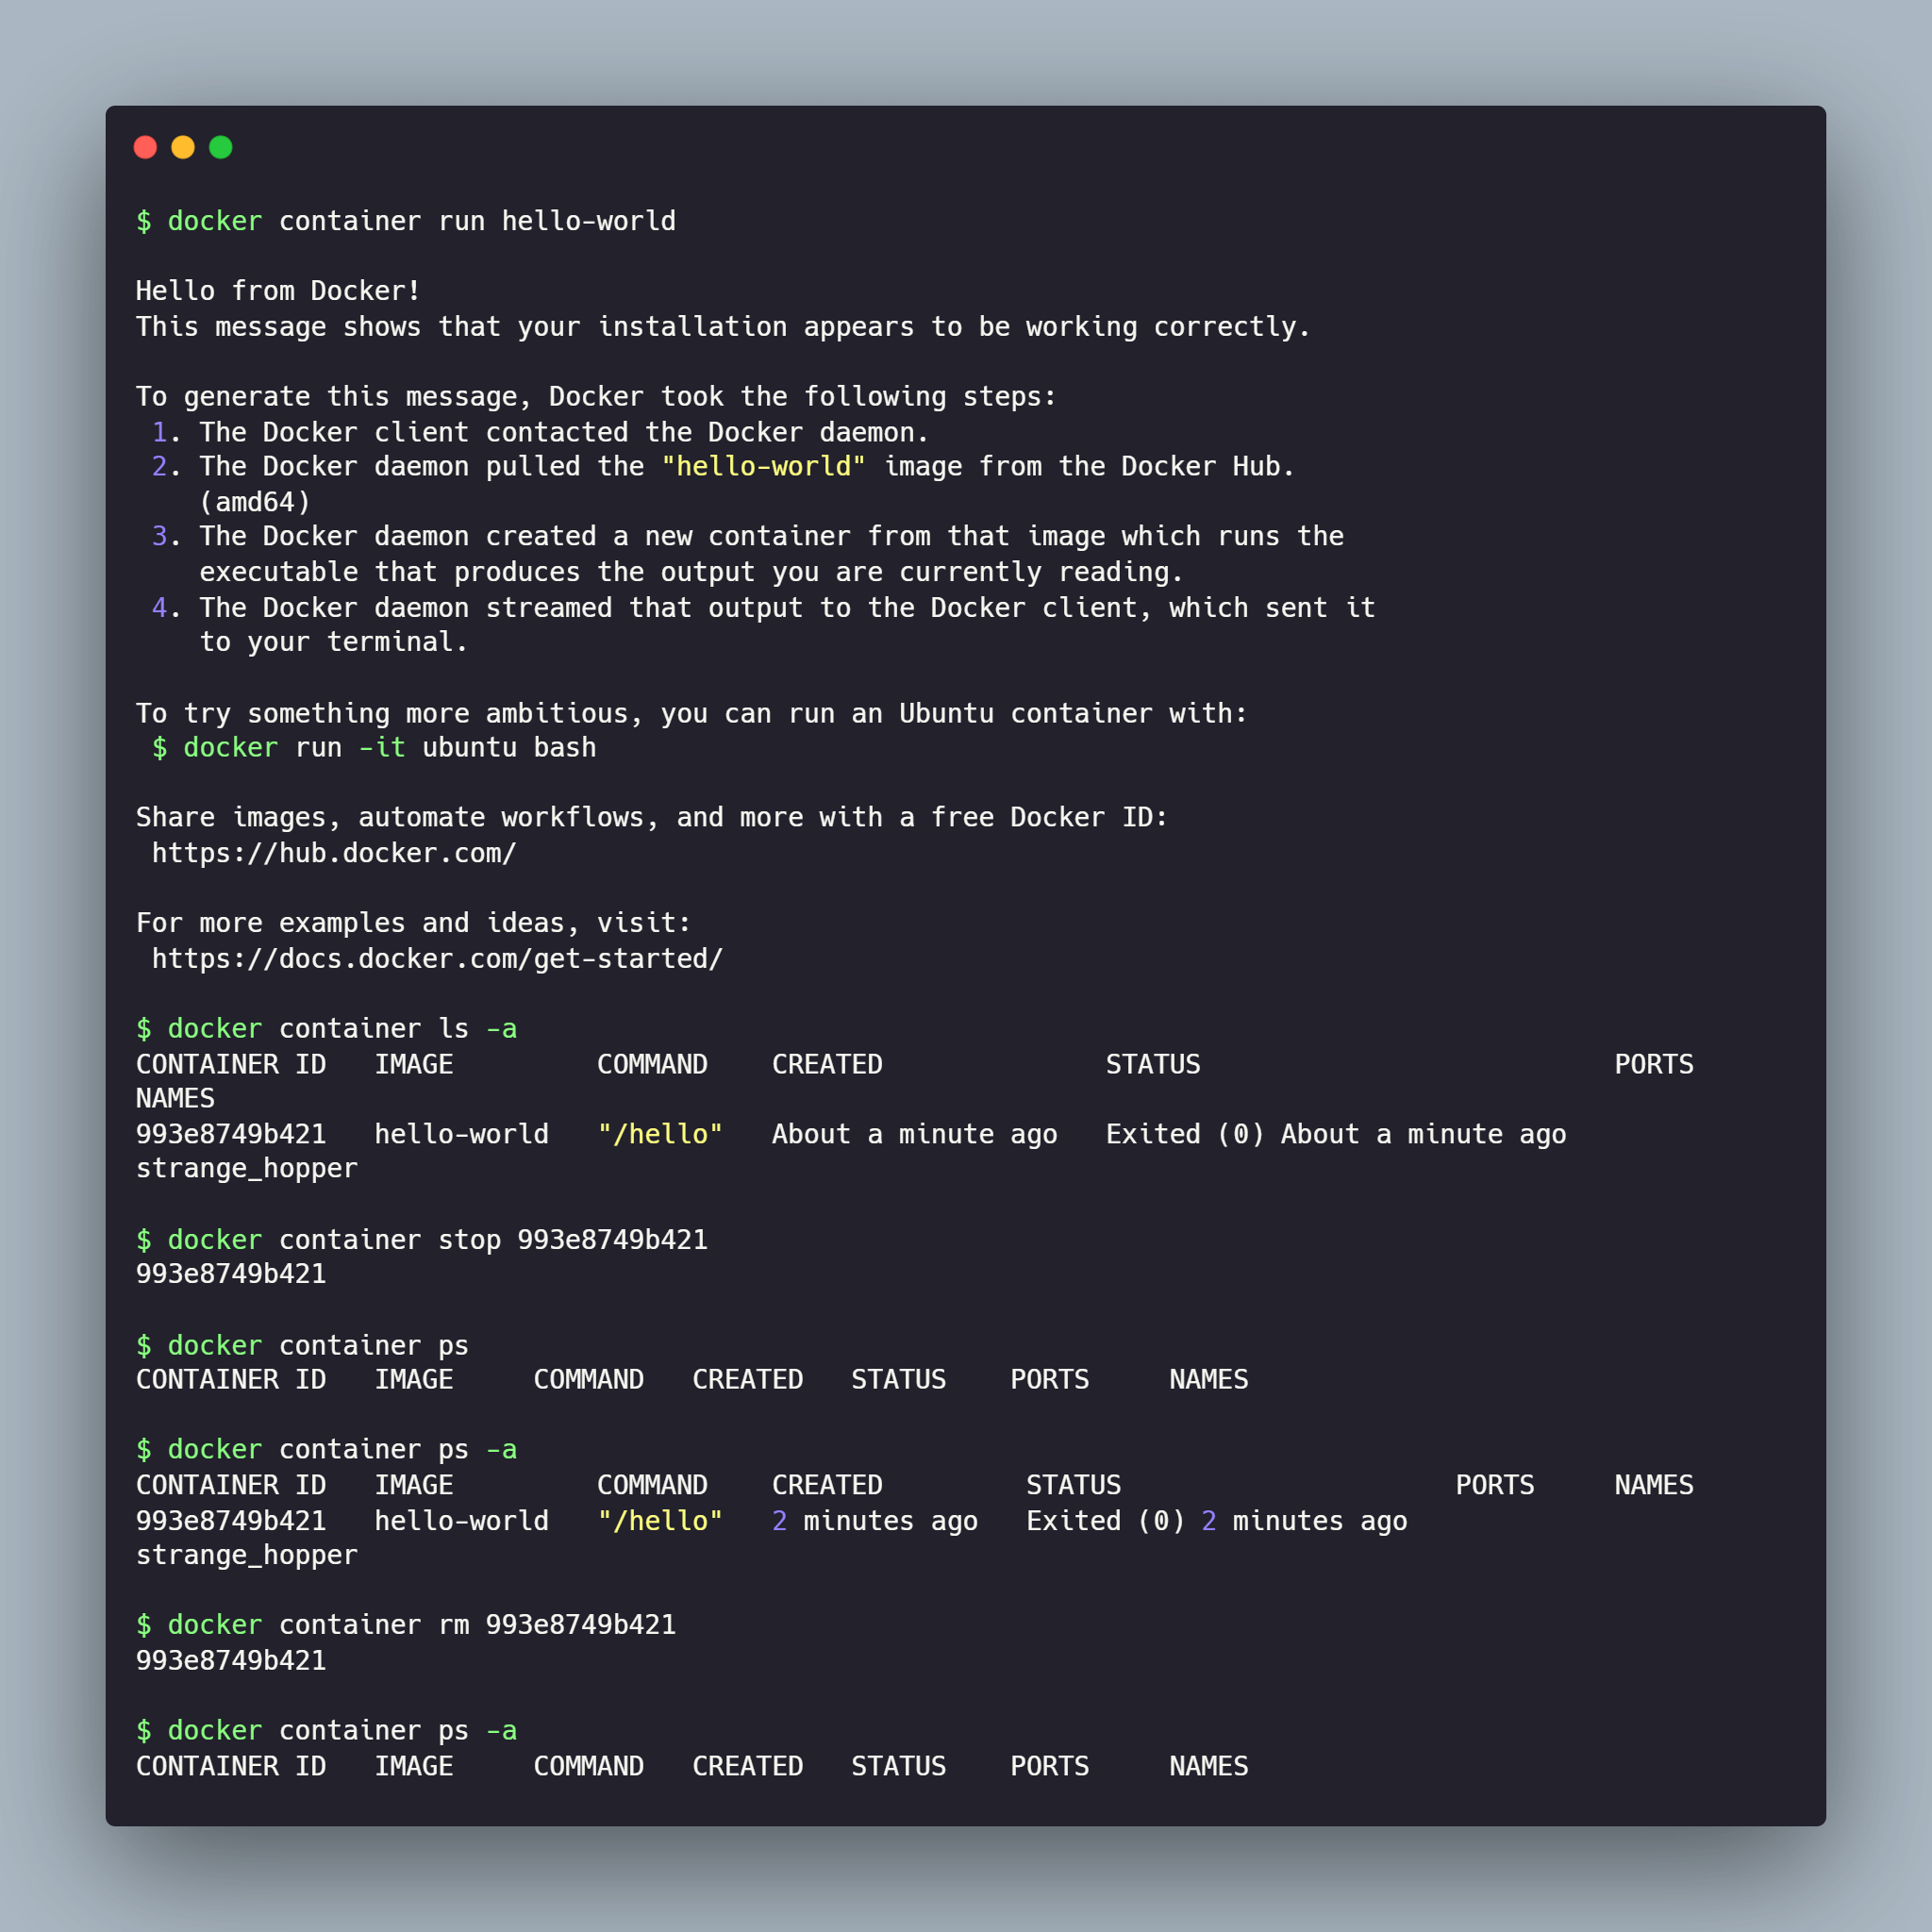 $ docker container run hello-world

Hello from Docker!
This message shows that your installation appears to be working correctly.

To generate this message, Docker took the following steps:
 1. The Docker client contacted the Docker daemon.
 2. The Docker daemon pulled the "hello-world" image from the Docker Hub.
    (amd64)
 3. The Docker daemon created a new container from that image which runs the
    executable that produces the output you are currently reading.
 4. The Docker daemon streamed that output to the Docker client, which sent it
    to your terminal.

To try something more ambitious, you can run an Ubuntu container with:
 $ docker run -it ubuntu bash

Share images, automate workflows, and more with a free Docker ID:
 https://hub.docker.com/

For more examples and ideas, visit:
 https://docs.docker.com/get-started/

$ docker container ls -a
CONTAINER ID   IMAGE         COMMAND    CREATED              STATUS                          PORTS
NAMES
993e8749b421   hello-world   "/hello"   About a minute ago   Exited (0) About a minute ago
strange_hopper

$ docker container stop 993e8749b421
993e8749b421

$ docker container ps
CONTAINER ID   IMAGE     COMMAND   CREATED   STATUS    PORTS     NAMES

$ docker container ps -a
CONTAINER ID   IMAGE         COMMAND    CREATED         STATUS                     PORTS     NAMES
993e8749b421   hello-world   "/hello"   2 minutes ago   Exited (0) 2 minutes ago
strange_hopper

$ docker container rm 993e8749b421
993e8749b421

$ docker container ps -a
CONTAINER ID   IMAGE     COMMAND   CREATED   STATUS    PORTS     NAMES